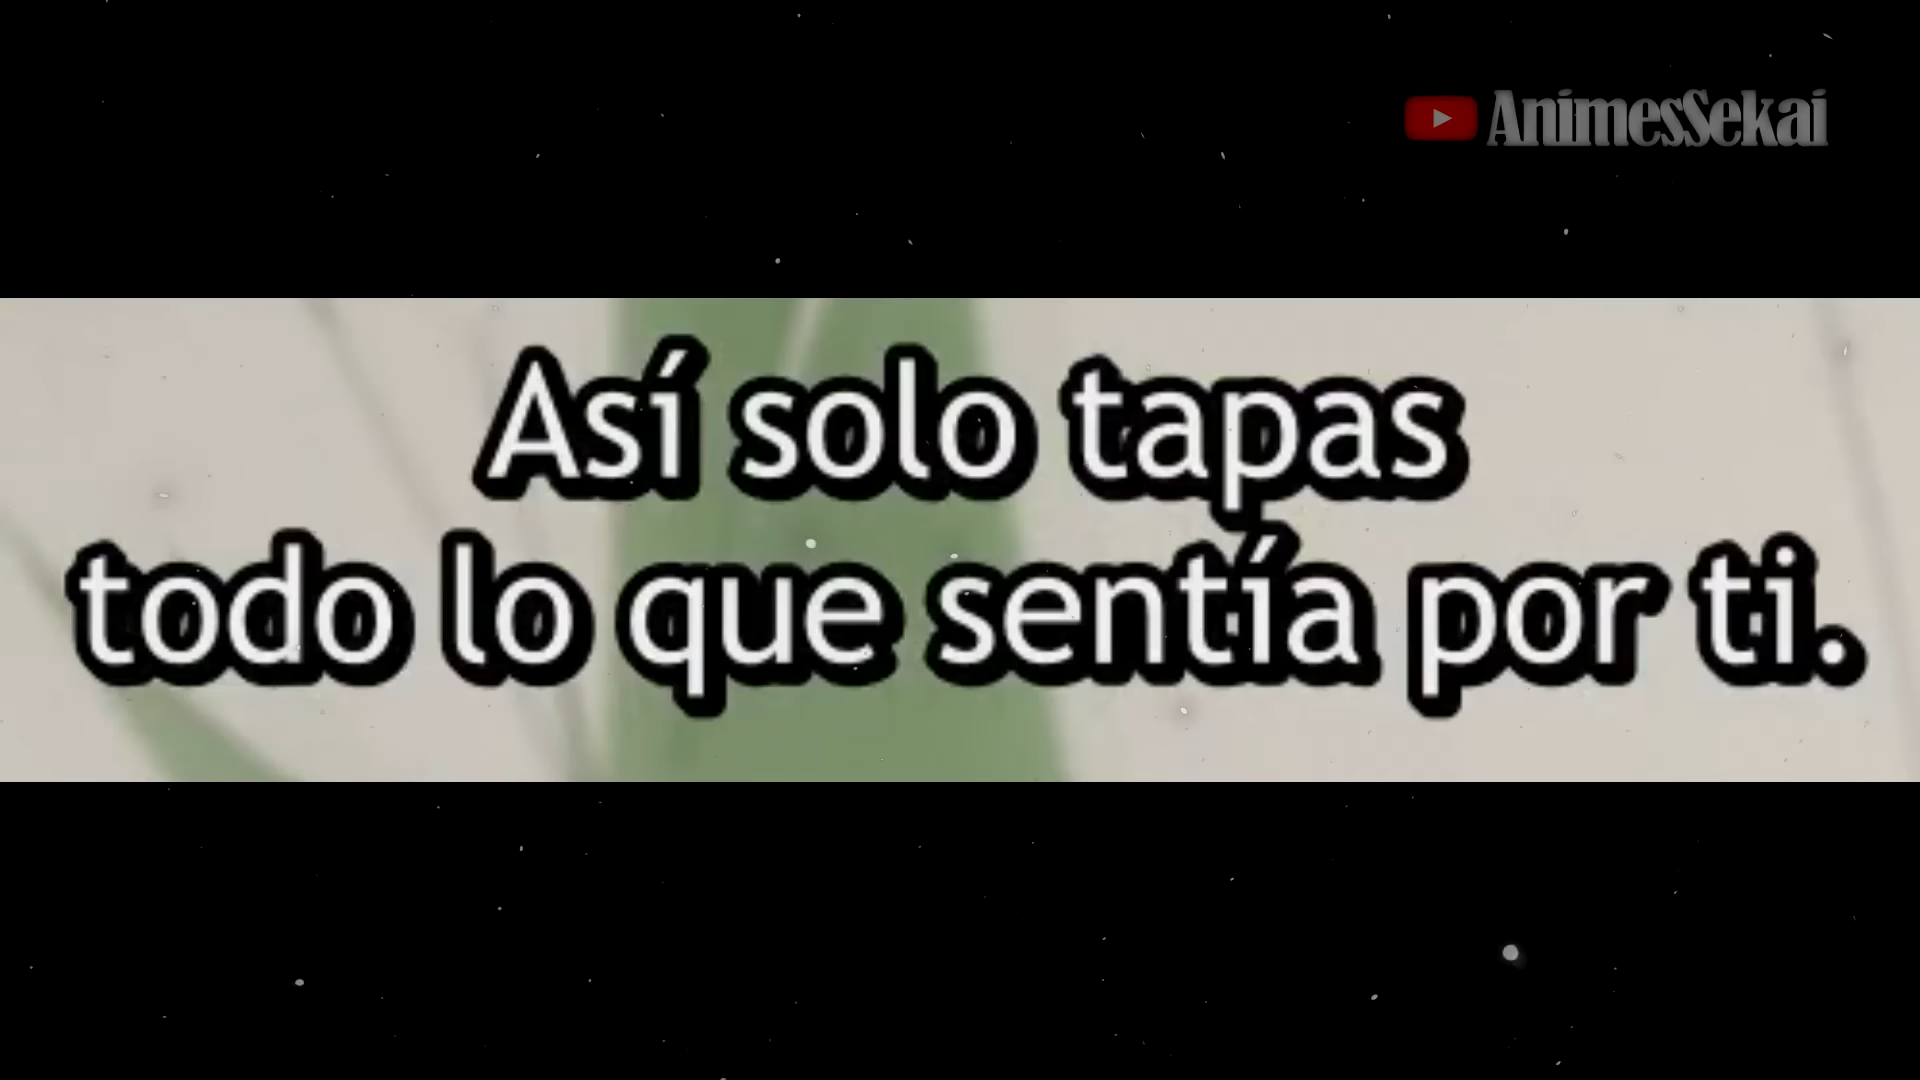 AnimesSekai
Así solo tapas
todo lo que sentía por ti.